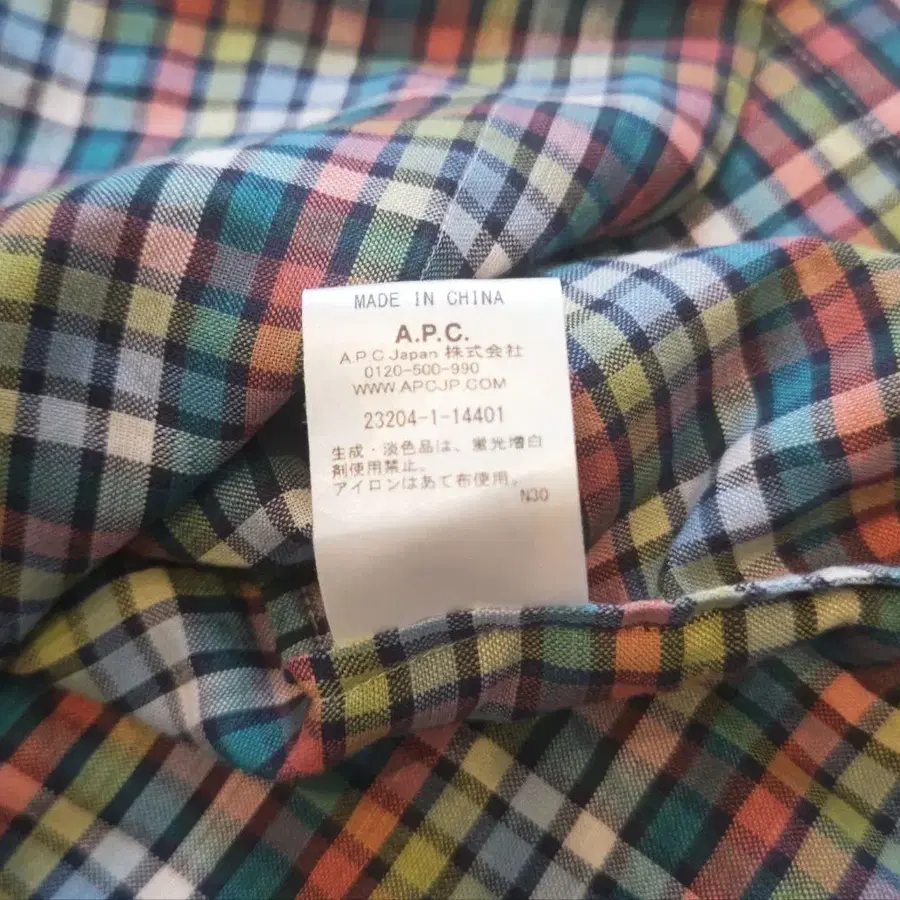 MADE IN CHINA
A.P.C.
A.P.C.Japan 株式会社
0120-500-990
WWW.APCJP.COM
23204-1-14401
生成・淡色品は、蛍光増白
剤使用禁止。
アイロンはあて布使用。
N30